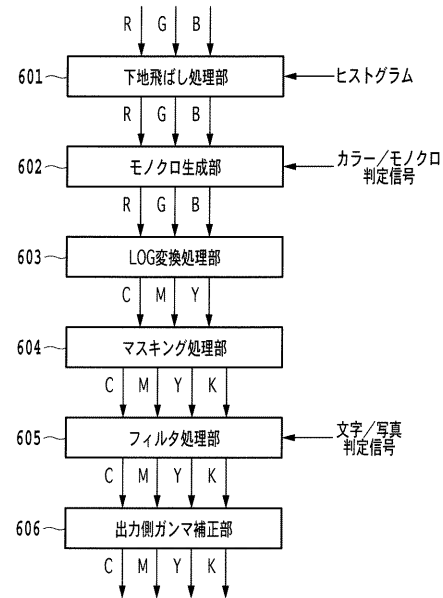 R G B
601 下地飛ばし処理部 ヒストグラム
R G B
602 モノクロ生成部 カラー/モノクロ
判定信号
R G B
603 LOG変換処理部
C M Y
604 マスキング処理部
C M Y K
605 フィルタ処理部 文字/写真
判定信号
C M Y K
606 出力側ガンマ補正部
C M Y K